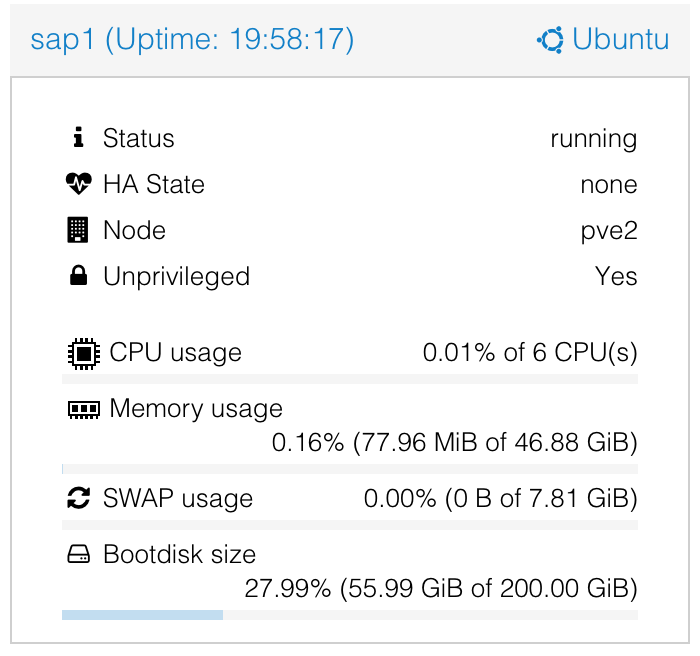 sap1 (Uptime: 19:58:17) Ubuntu
Status running
HA State none
Node pve2
Unprivileged Yes
CPU usage 0.01% of 6 CPU(s)
Memory usage
0.16% (77.96 MiB of 46.88 GiB)
SWAP usage 0.00% (0 B of 7.81 GiB)
Bootdisk size
27.99% (55.99 GiB of 200.00 GiB)